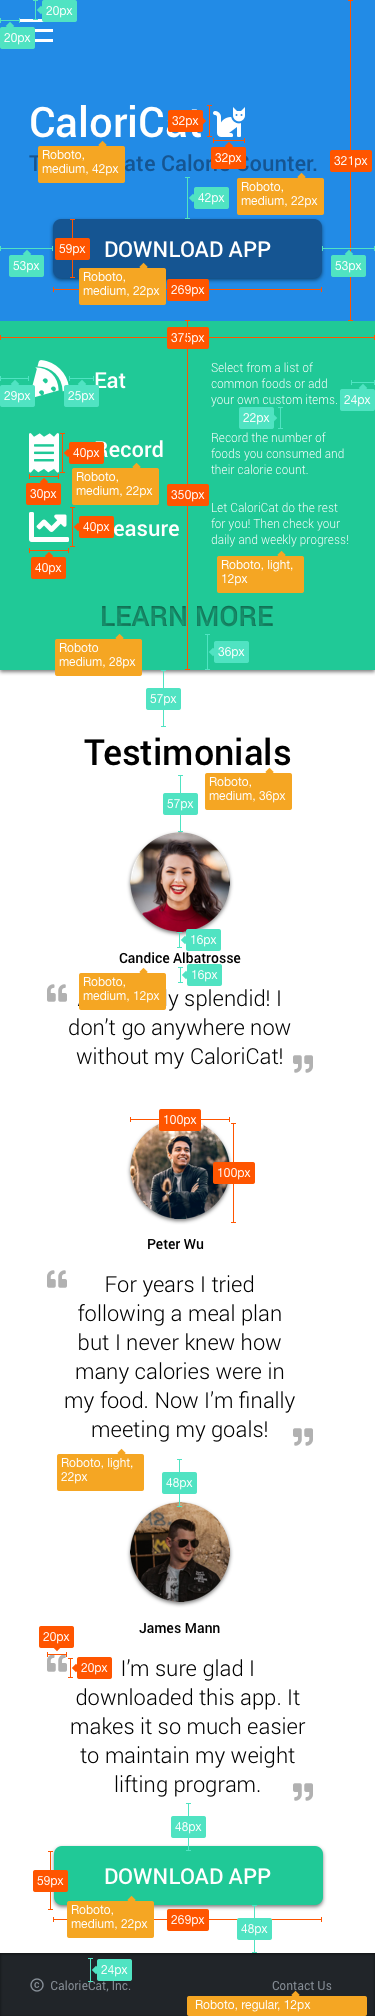 20px
20px
CaloriCat
32px
Roboto,
medium, 42px
32px
321px
ate Calorie Counter.
Roboto,
medium, 22px
42px
59px
DOWNLOAD APP
53px
53px
Roboto,
medium, 22px
269px
375px
Eat
Select from a list of
common foods or add
your own custom items.
29px
25px
24px
22px
Record
Record the number of
foods you consumed and
their calorie count.
40px
Roboto,
medium, 22px
30px
350px
easure
40px
Let CaloriCat do the rest
for you! Then check your
daily and weekly progress!
40px
Roboto, light,
12px
LEARN MORE
Roboto
medium, 28px
36px
57px
Testimonials
Roboto,
medium, 36px
57px
16px
Candice Albatrosse
16px
Roboto,
medium, 12px
“
y splendid! I
don’t go anywhere now
without my CaloriCat!
”
100px
100px
Peter Wu
“
For years I tried
following a meal plan
but I never knew how
many calories were in
my food. Now I’m finally
meeting my goals!
”
Roboto, light,
22px
48px
James Mann
20px
“
20px
I’m sure glad I
downloaded this app. It
makes it so much easier
to maintain my weight
lifting program.
”
48px
DOWNLOAD APP
59px
Roboto,
medium, 22px
269px
48px
24px
© CalorieCat, Inc.
Contact Us
Roboto, regular, 12px